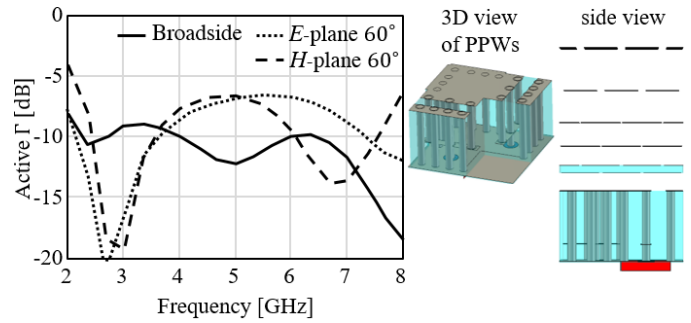 0
-5
-10
-15
-20
Active Γ [dB]
Broadside
E-plane 60°
H-plane 60°
2
3
4
5
6
7
8
Frequency [GHz]
3D view
of PPWs
side view